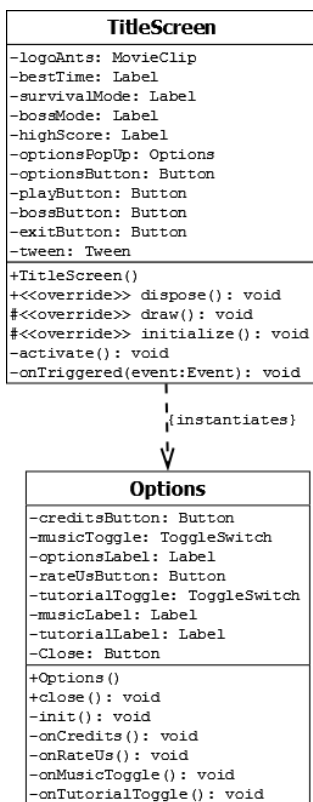 TitleScreen
-logoAnts: MovieClip
-bestTime: Label
-survivalMode: Label
-bossMode: Label
-highScore: Label
-optionsPopUp: Options
-optionsButton: Button
-playButton: Button
-bossButton: Button
-exitButton: Button
-tween: Tween
+TitleScreen()
+<<override>> dispose(): void
#<<override>> draw(): void
#<<override>> initialize(): void
-activate(): void
-onTriggered(event:Event): void
{instantiates}
Options
-creditsButton: Button
-musicToggle: ToggleSwitch
-optionsLabel: Label
-rateUsButton: Button
-tutorialToggle: ToggleSwitch
-musicLabel: Label
-tutorialLabel: Label
-Close: Button
+Options()
+close(): void
-init(): void
-onCredits(): void
-onRateUs(): void
-onMusicToggle(): void
-onTutorialToggle(): void